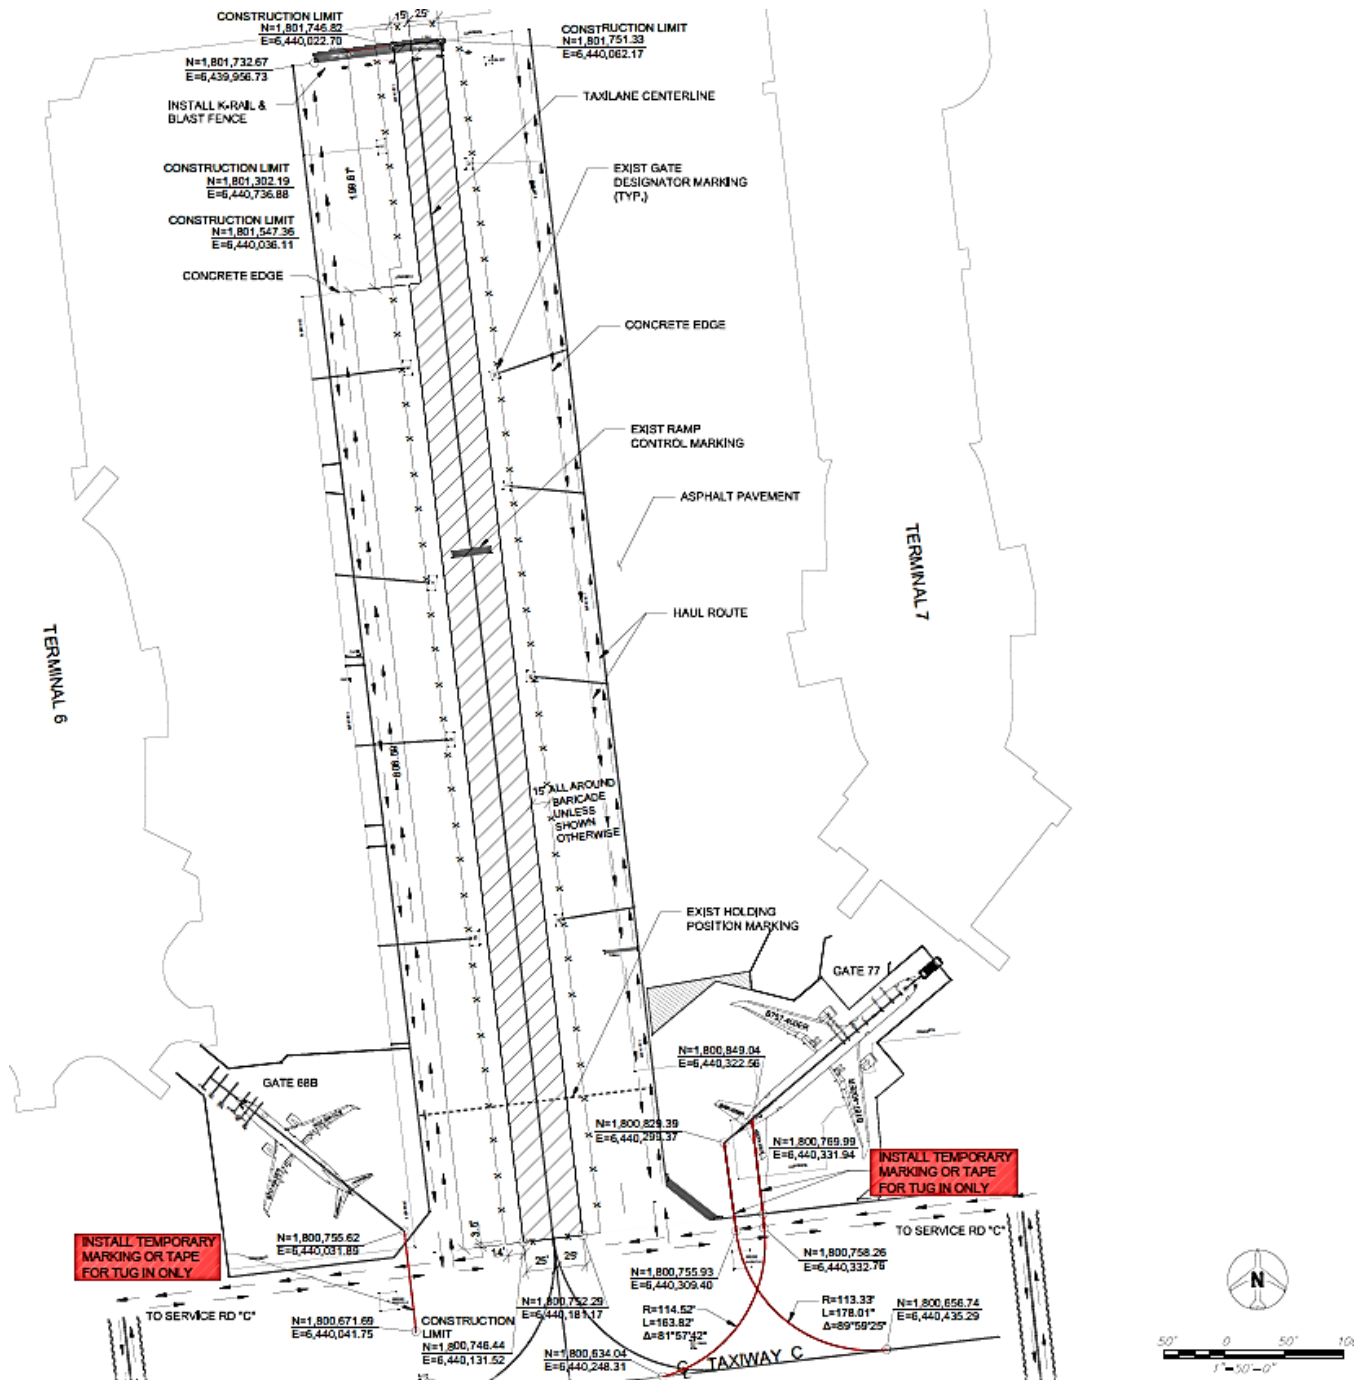 CONSTRUCTION LIMIT
N=1,801,746.82
E=6,440,022.70
15'
25'
CONSTRUCTION LIMIT
N=1,801,751.33
E=6,440,062.17
N=1,801,732.67
E=6,439,956.73
INSTALL K-RAIL &
BLAST FENCE
TAXILANE CENTERLINE
CONSTRUCTION LIMIT
N=1,801,302.19
E=6,440,736.88
EXIST GATE
DESIGNATOR MARKING
(TYP.)
CONSTRUCTION LIMIT
N=1,801,547.36
E=6,440,036.11
CONCRETE EDGE
CONCRETE EDGE
EXIST RAMP
CONTROL MARKING
ASPHALT PAVEMENT
TERMINAL 7
HAUL ROUTE
TERMINAL 6
15' ALL AROUND
BARICADE
UNLESS
SHOWN
OTHERWISE
EXIST HOLDING
POSITION MARKING
GATE 77
N=1,800,849.04
E=6,440,322.56
GATE 68B
N=1,800,829.39
E=6,440,299.37
N=1,800,769.99
E=6,440,331.94
INSTALL TEMPORARY
MARKING OR TAPE
FOR TUG IN ONLY
TO SERVICE RD "C"
N=1,800,755.62
E=6,440,031.89
INSTALL TEMPORARY
MARKING OR TAPE
FOR TUG IN ONLY
14'
25'
25'
N=1,800,758.26
E=6,440,332.76
N=1,800,755.93
E=6,440,309.40
TO SERVICE RD "C"
N=1,800,752.29
E=6,440,181.17
R=114.52'
L=163.82'
Δ=81°57'42"
R=113.33'
L=178.01'
Δ=89°59'25"
N=1,800,656.74
E=6,440,435.29
N=1,800,671.69
E=6,440,041.75
CONSTRUCTION
LIMIT
N=1,800,746.44
E=6,440,131.52
N=1,800,634.04
E=6,440,248.31
TAXIWAY C
N
50' 0 50' 100
1"=50'-0"